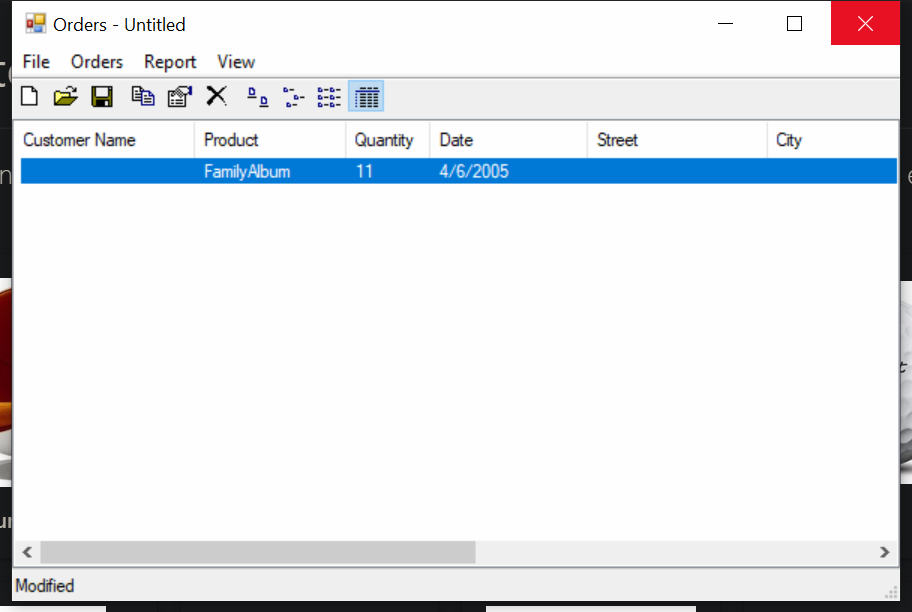 Orders - Untitled
File Orders Report View
Customer Name Product Quantity Date Street City
FamilyAlbum 11 4/6/2005
Modified